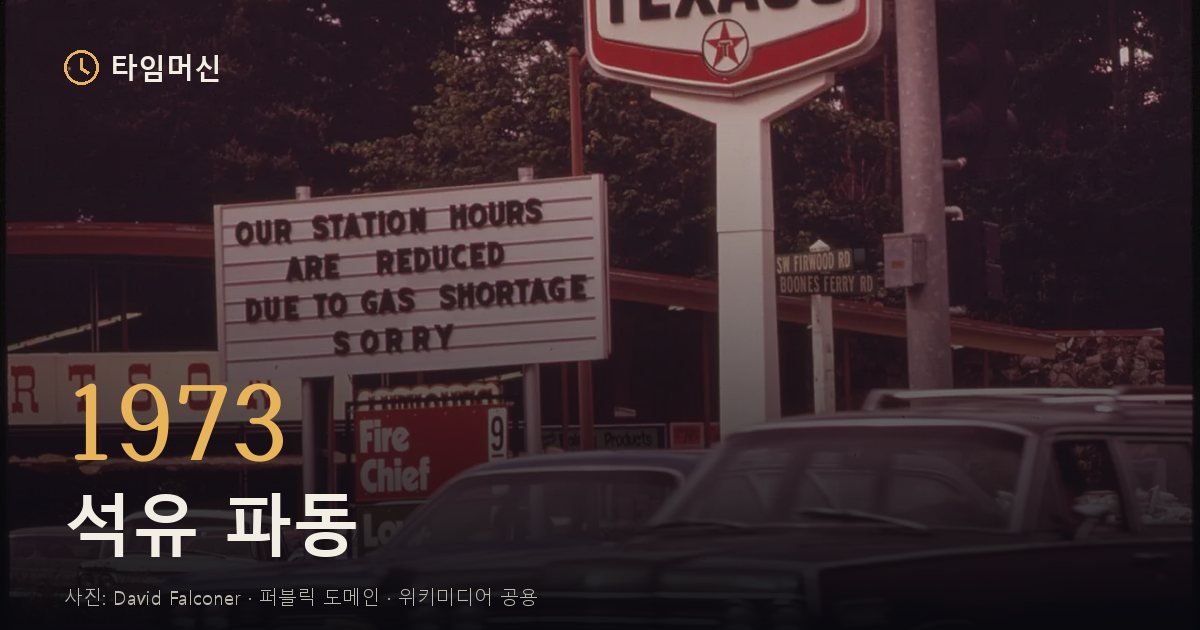 타임머신
TEXACO
T
OUR STATION HOURS
ARE REDUCED
DUE TO GAS SHORTAGE
SORRY
SW FIRWOOD RD
BOONES FERRY RD
Fire
Chief
9
Products
1973
석유 파동
사진: David Falconer · 퍼블릭 도메인 · 위키미디어 공용